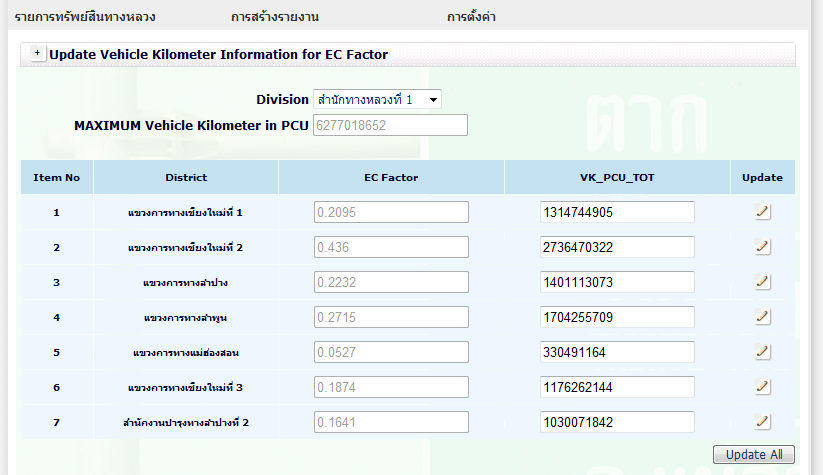 รายการทรัพย์สินทางหลวง การสร้างรายงาน การตั้งค่า
+ Update Vehicle Kilometer Information for EC Factor
ตาก
Division สำนักทางหลวงที่ 1
MAXIMUM Vehicle Kilometer in PCU 6277018652
Item No District EC Factor VK_PCU_TOT Update
1 แขวงการทางเชียงใหม่ที่ 1 0.2095 1314744905
2 แขวงการทางเชียงใหม่ที่ 2 0.436 2736470322
3 แขวงการทางลำปาง 0.2232 1401113073
4 แขวงการทางลำพูน 0.2715 1704255709
5 แขวงการทางแม่ฮ่องสอน 0.0527 330491164
6 แขวงการทางเชียงใหม่ที่ 3 0.1874 1176262144
7 สำนักงานบำรุงทางลำปางที่ 2 0.1641 1030071842
Update All